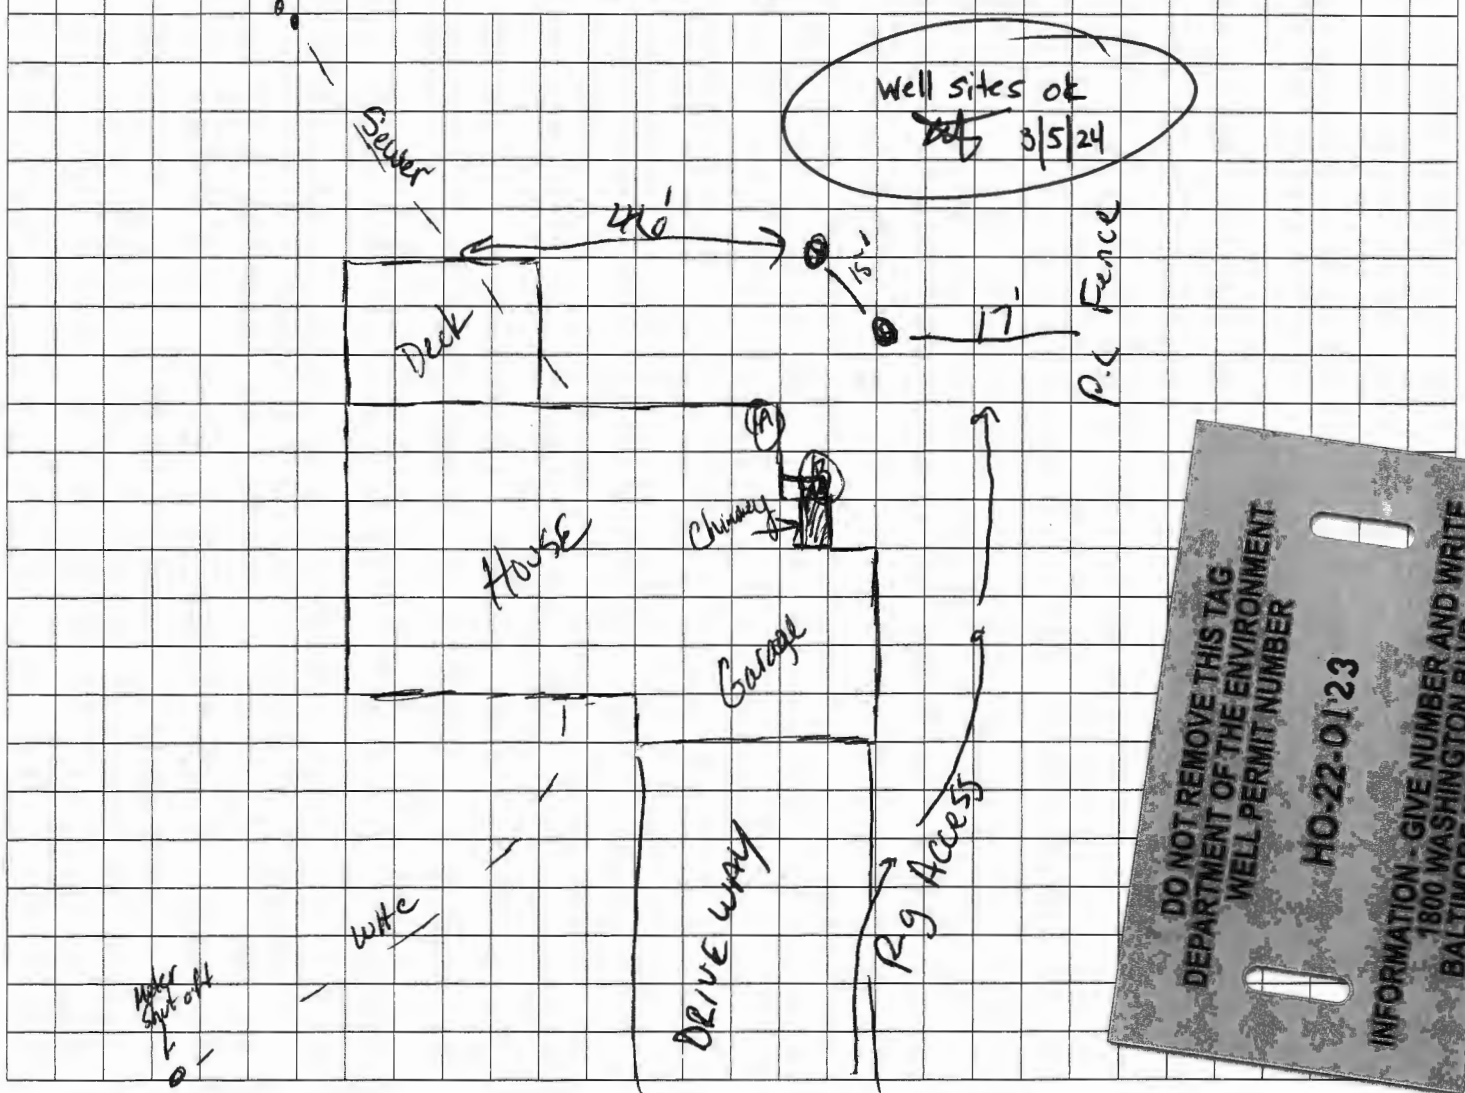 Well sites ok
3/5/24
Sewer
15'
17'
P.L Fence
Deck
A
B
Chimney
House
Garage
Rig Access
DRIVE WAY
WHC
Meter
Shut off
DO NOT REMOVE THIS TAG
DEPARTMENT OF THE ENVIRONMENT
WELL PERMIT NUMBER
HO-22-0123
INFORMATION - GIVE NUMBER AND WRITE
1800 WASHINGTON BLVD